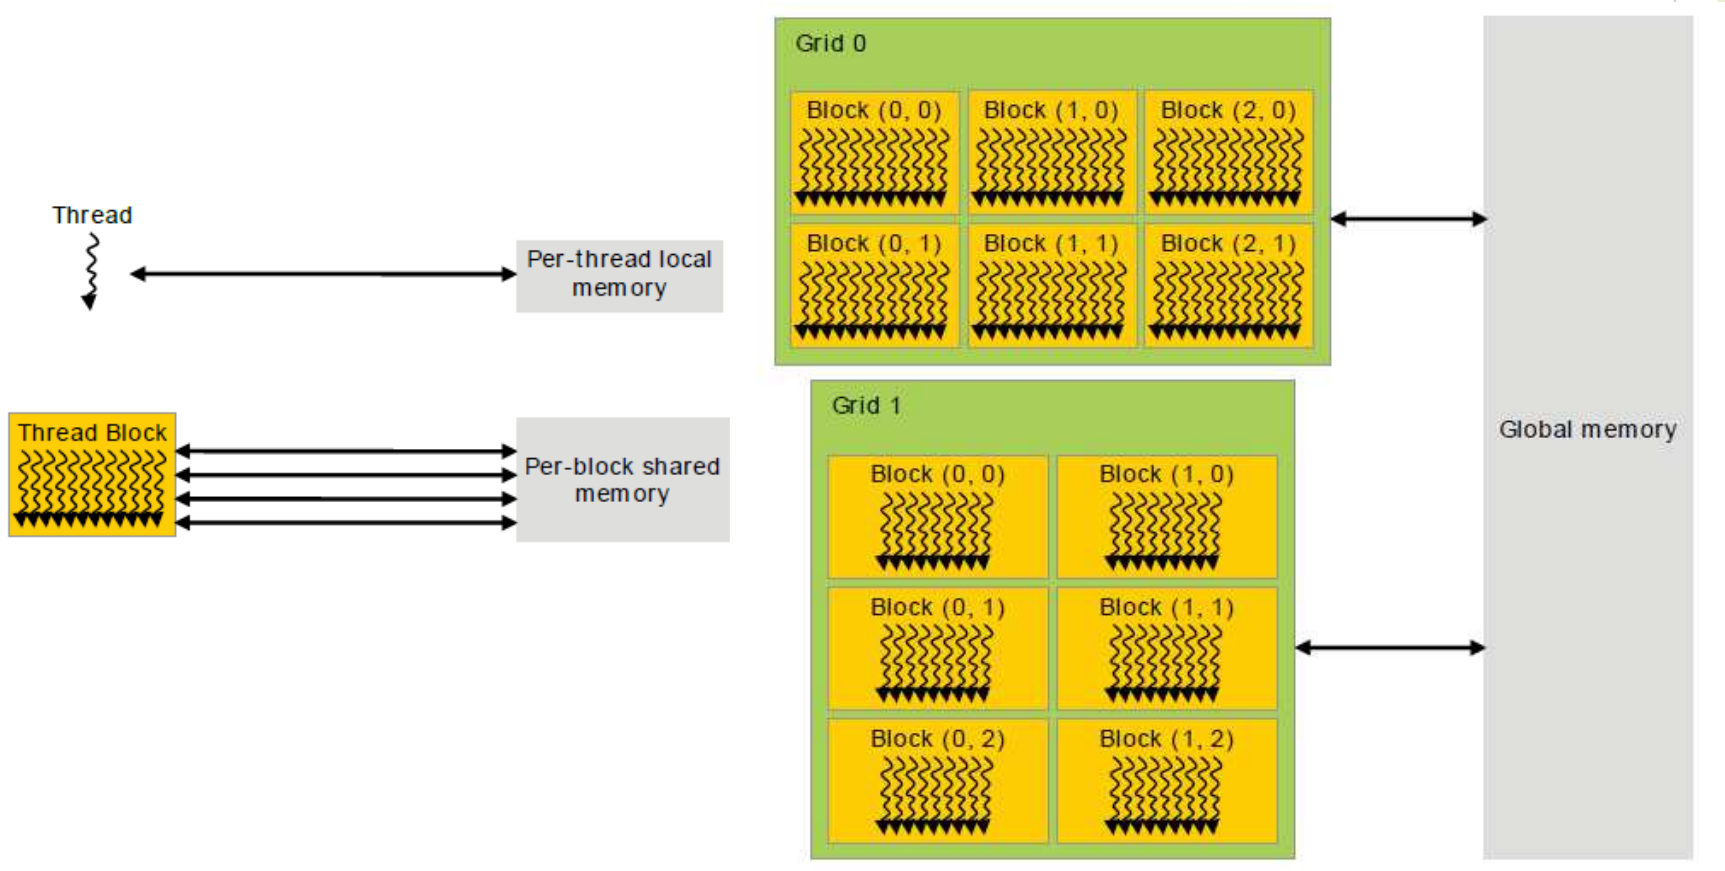 Thread
Per-thread local
memory
Thread Block
Per-block shared
memory
Grid 0
Block (0, 0)
Block (1, 0)
Block (2, 0)
Block (0, 1)
Block (1, 1)
Block (2, 1)
Grid 1
Block (0, 0)
Block (1, 0)
Block (0, 1)
Block (1, 1)
Block (0, 2)
Block (1, 2)
Global memory